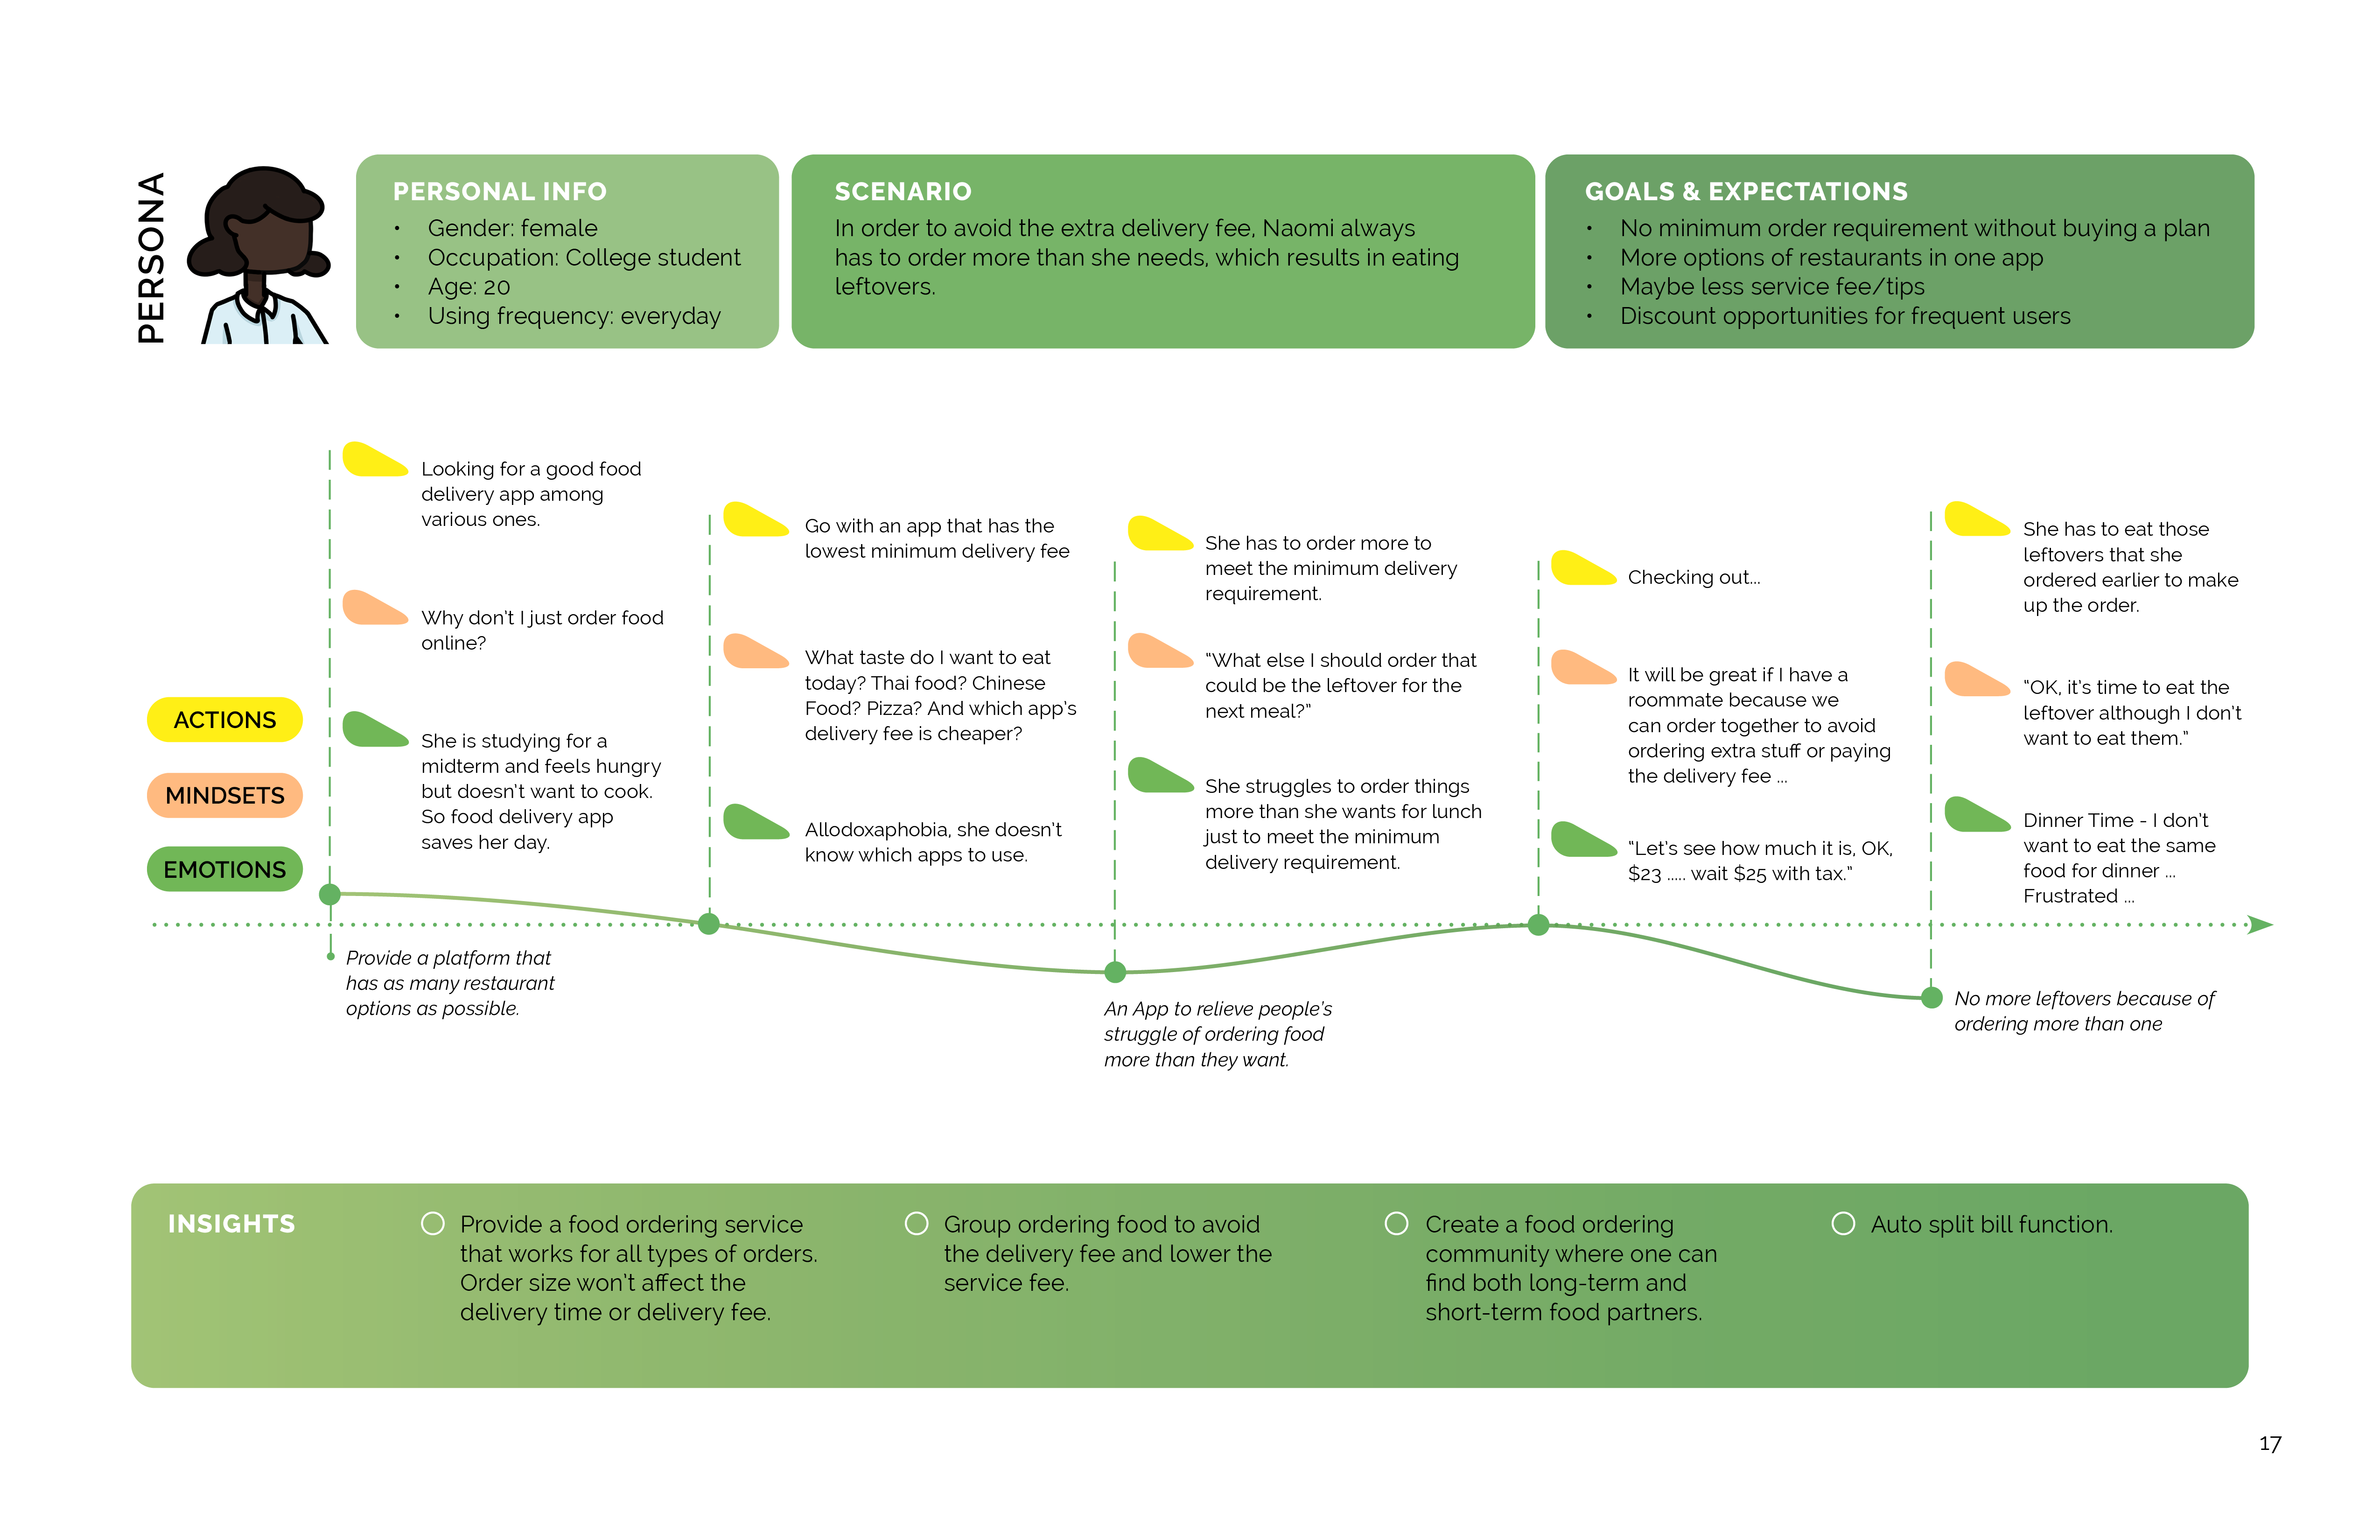 PERSONA
PERSONAL INFO
• Gender: female
• Occupation: College student
• Age: 20
• Using frequency: everyday
SCENARIO
In order to avoid the extra delivery fee, Naomi always
has to order more than she needs, which results in eating
leftovers.
GOALS & EXPECTATIONS
• No minimum order requirement without buying a plan
• More options of restaurants in one app
• Maybe less service fee/tips
• Discount opportunities for frequent users
ACTIONS
MINDSETS
EMOTIONS
Looking for a good food
delivery app among
various ones.
Why don't I just order food
online?
She is studying for a
midterm and feels hungry
but doesn't want to cook.
So food delivery app
saves her day.
Provide a platform that
has as many restaurant
options as possible.
Go with an app that has the
lowest minimum delivery fee
What taste do I want to eat
today? Thai food? Chinese
Food? Pizza? And which app's
delivery fee is cheaper?
Allodoxaphobia, she doesn't
know which apps to use.
She has to order more to
meet the minimum delivery
requirement.
"What else I should order that
could be the leftover for the
next meal?"
She struggles to order things
more than she wants for lunch
just to meet the minimum
delivery requirement.
An App to relieve people's
struggle of ordering food
more than they want.
Checking out...
It will be great if I have a
roommate because we
can order together to avoid
ordering extra stuff or paying
the delivery fee ...
"Let's see how much it is, OK,
$23 ..... wait $25 with tax."
She has to eat those
leftovers that she
ordered earlier to make
up the order.
"OK, it's time to eat the
leftover although I don't
want to eat them."
Dinner Time - I don't
want to eat the same
food for dinner ...
Frustrated ...
No more leftovers because of
ordering more than one
INSIGHTS
Provide a food ordering service
that works for all types of orders.
Order size won't affect the
delivery time or delivery fee.
Group ordering food to avoid
the delivery fee and lower the
service fee.
Create a food ordering
community where one can
find both long-term and
short-term food partners.
Auto split bill function.
17